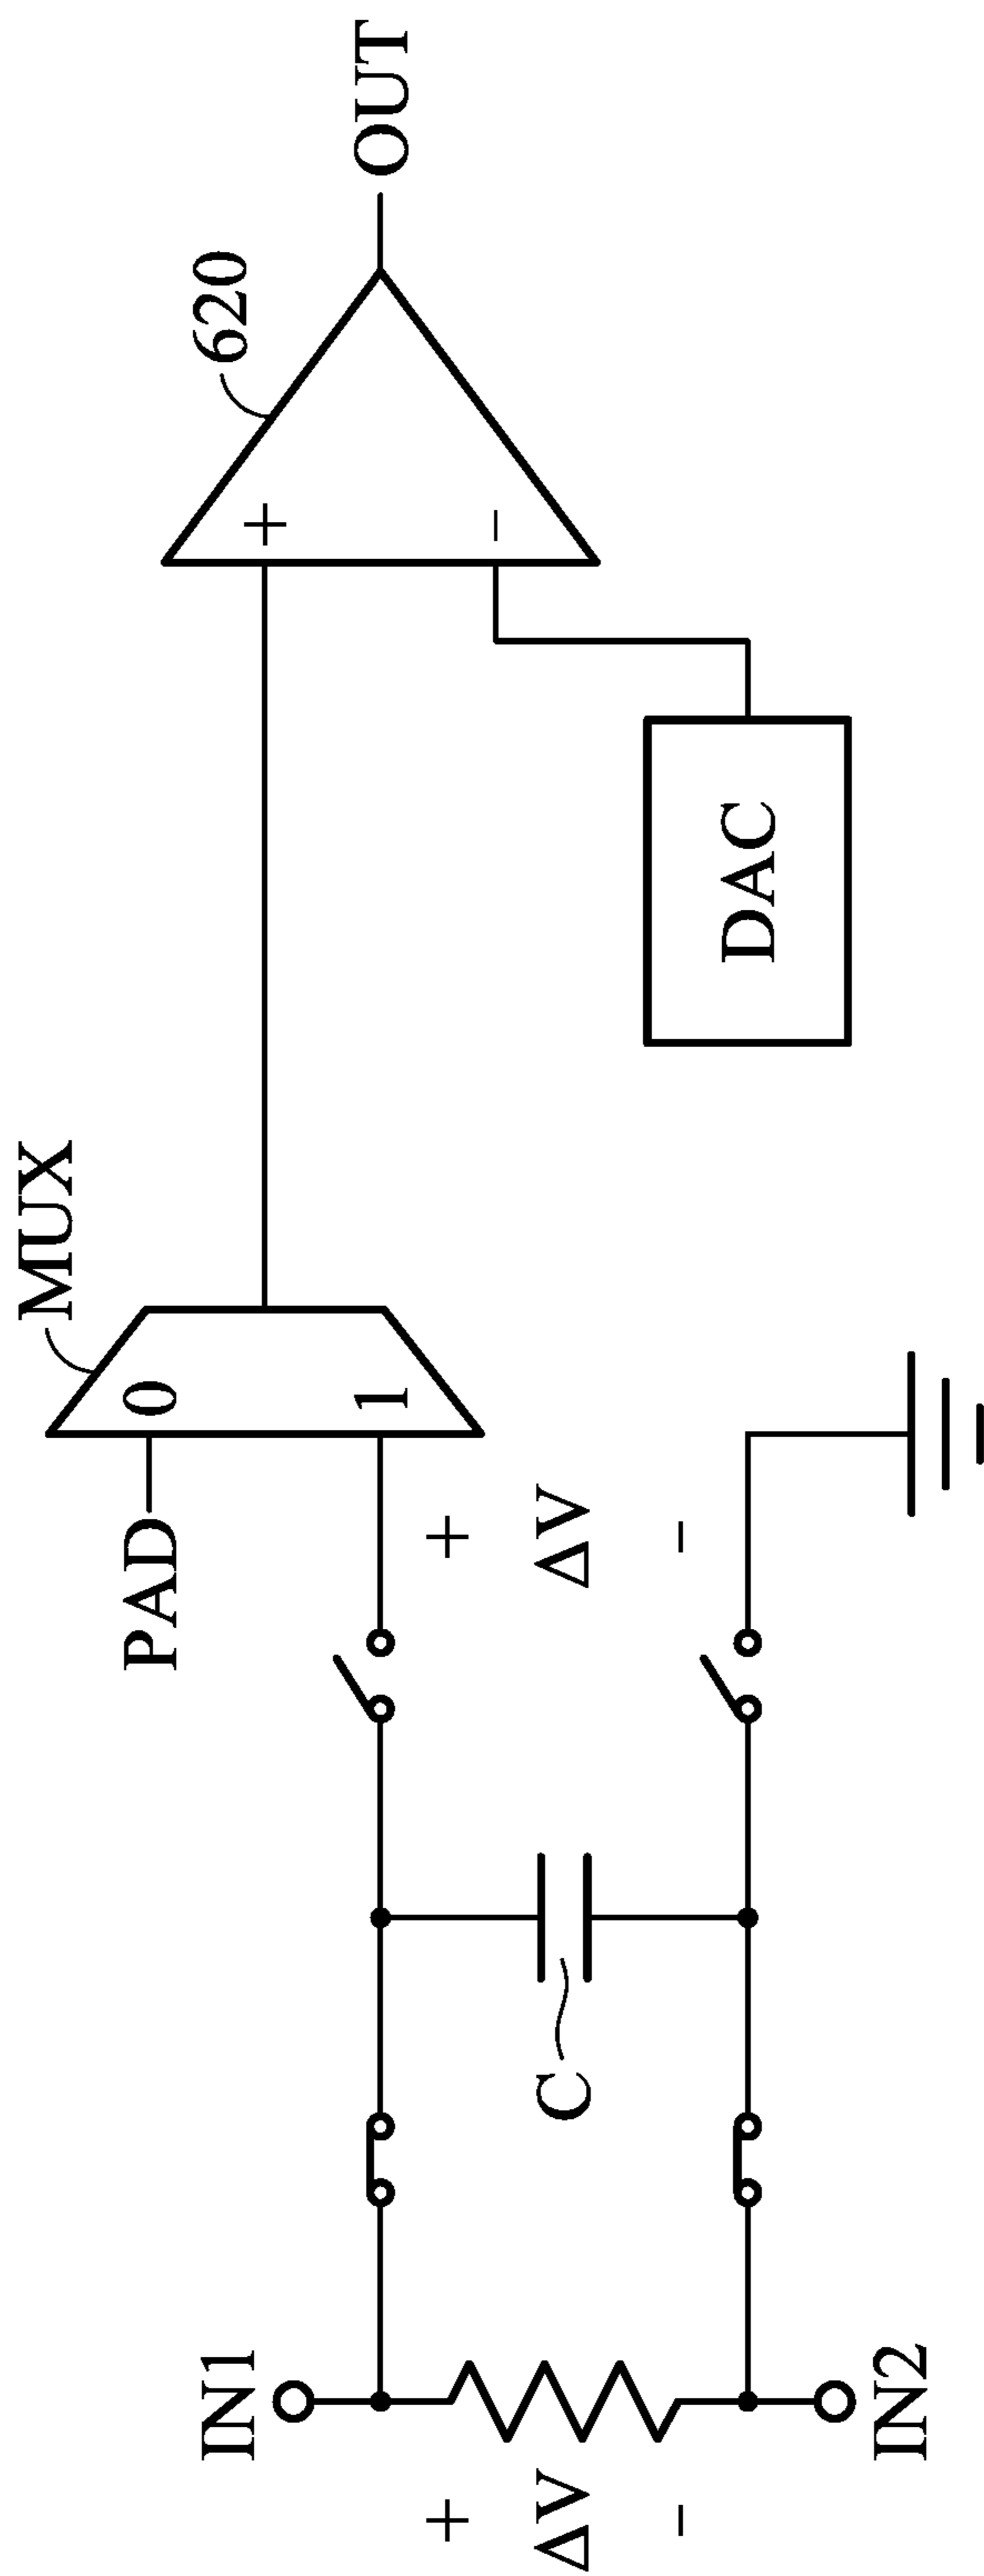 IN1
+
ΔV
-
IN2
C
+
ΔV
-
PAD
MUX
0
1
DAC
+
-
620
OUT